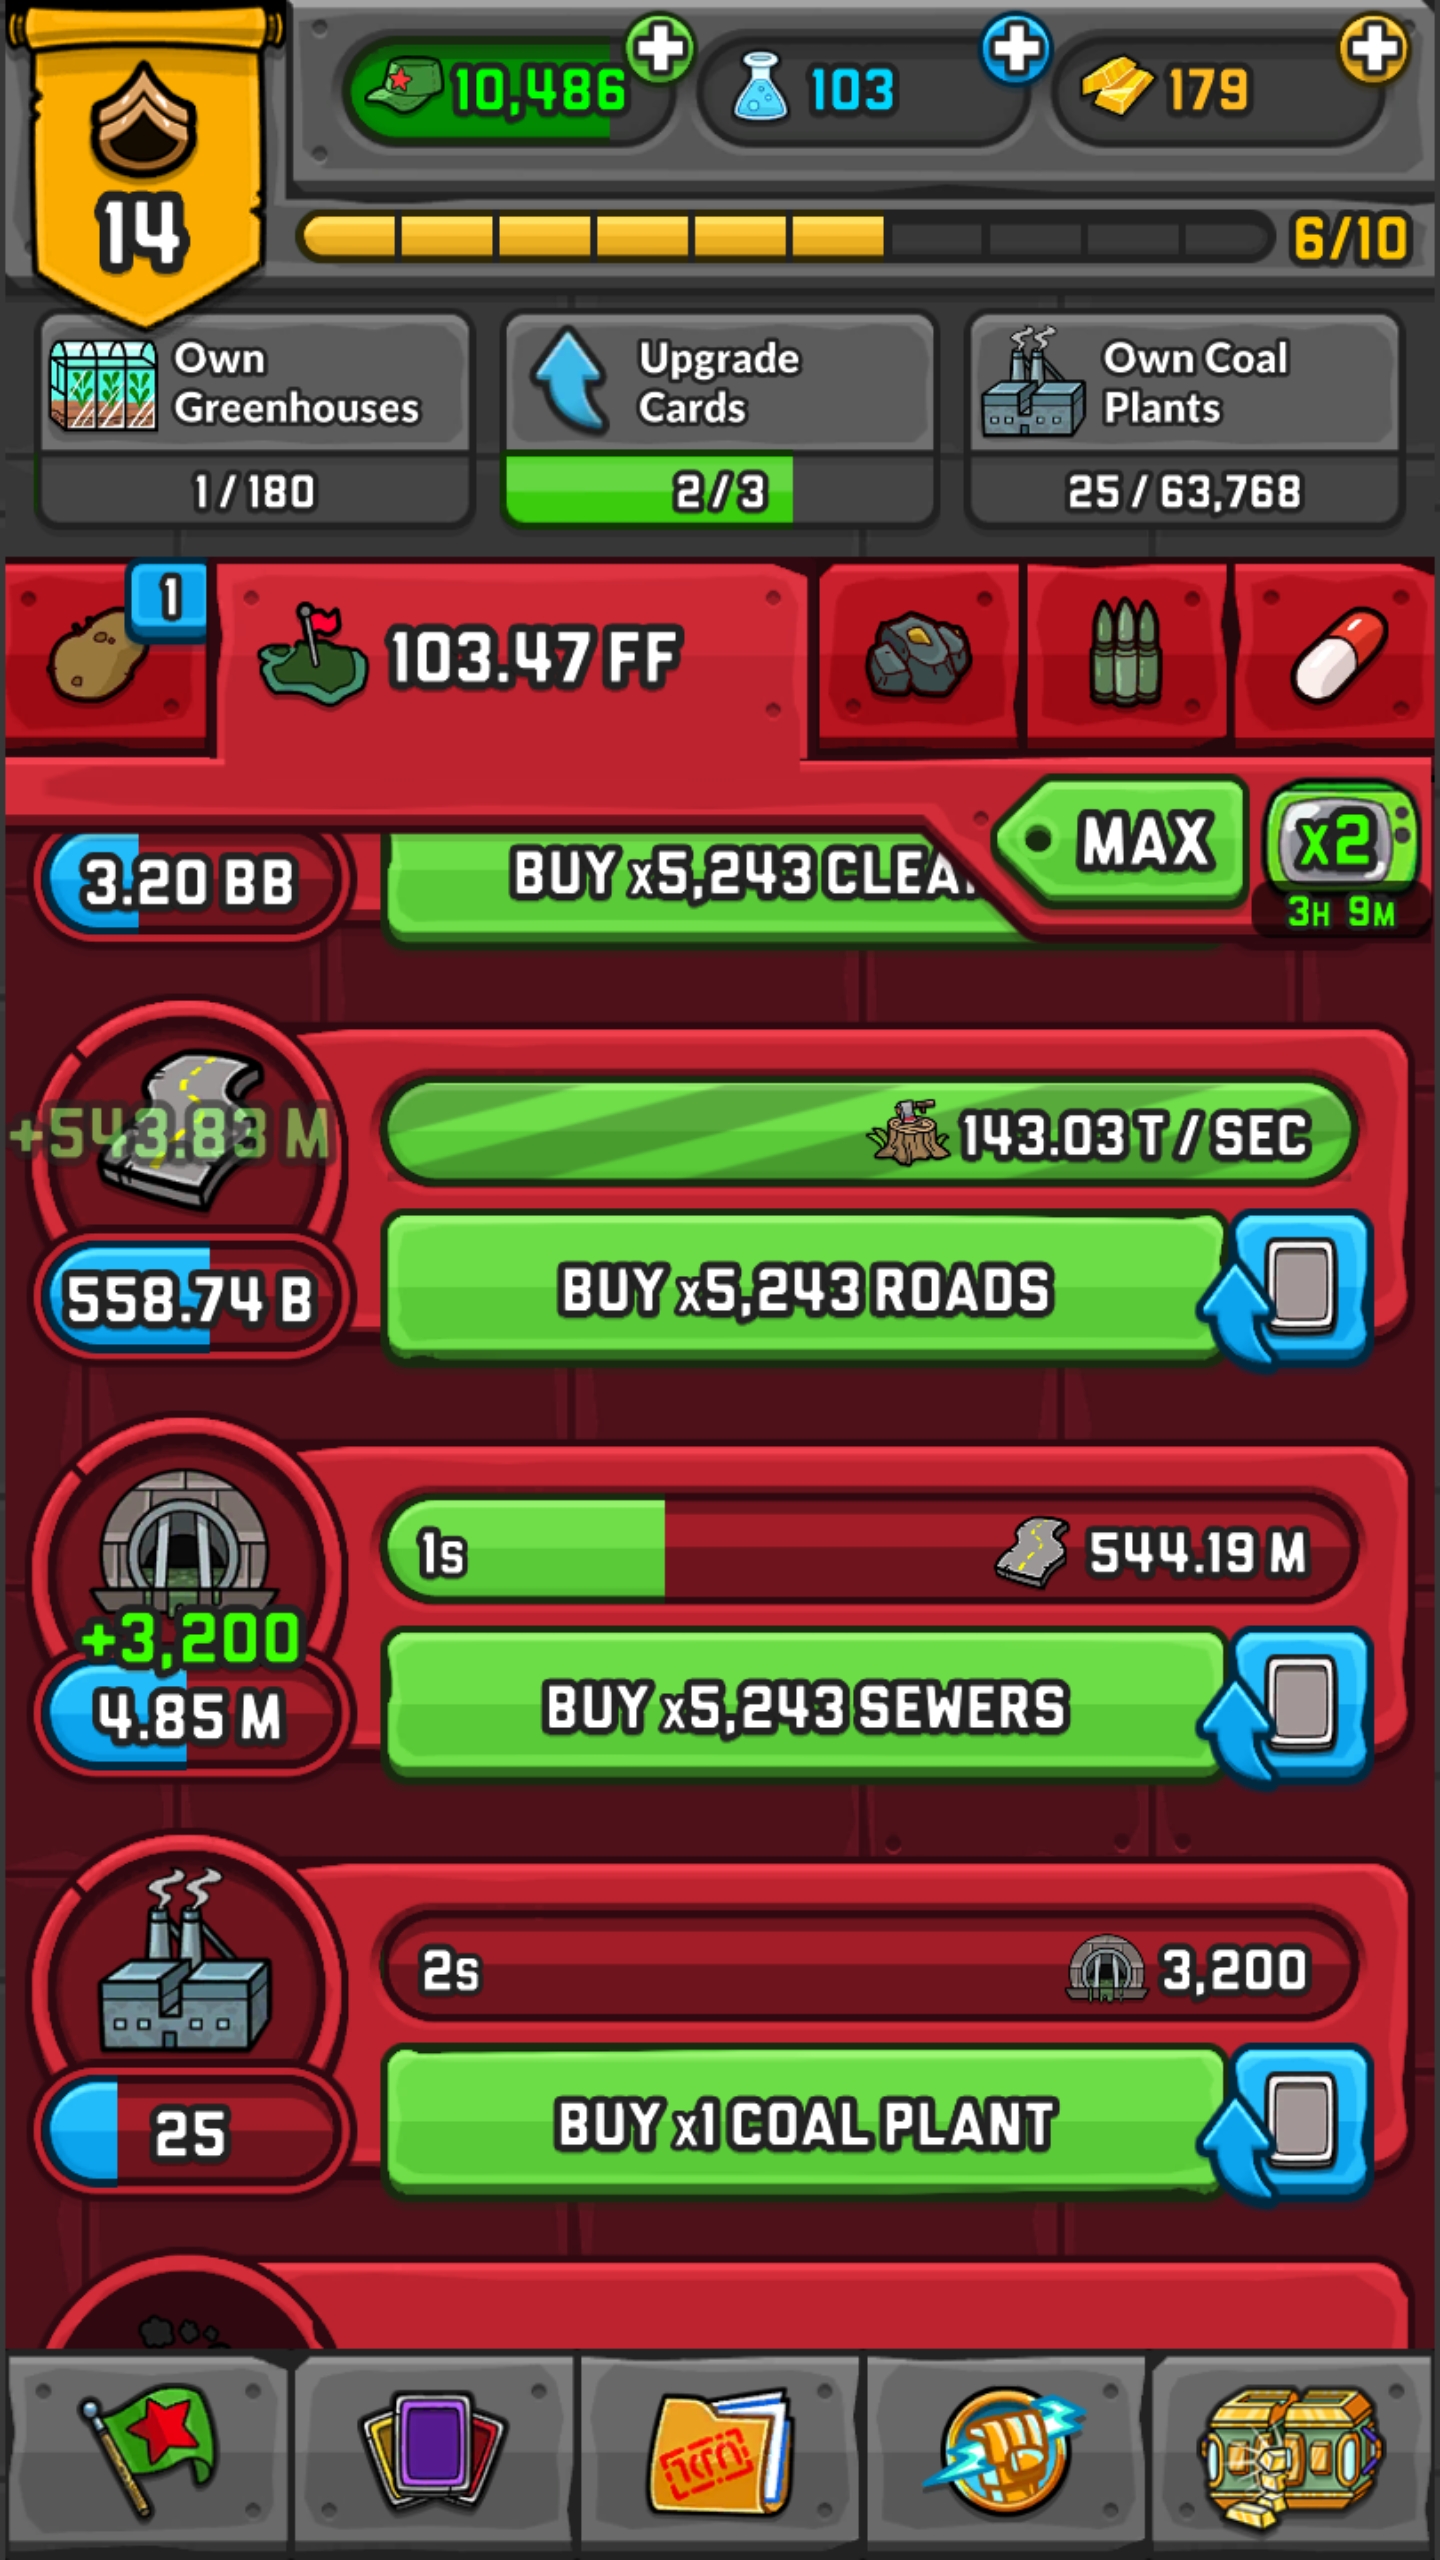 14
10,486
103
179
6/10
Own
Greenhouses
1/180
Upgrade
Cards
2/3
Own Coal
Plants
25/63,768
1
103.47 FF
MAX
x2
3H 9M
3.20 BB
BUY x5,243
+543.83 M
143.03 T / SEC
558.74 B
BUY x5,243 ROADS
1s
544.19 M
+3,200
4.85 M
BUY x5,243 SEWERS
2s
3,200
25
BUY x1 COAL PLANT